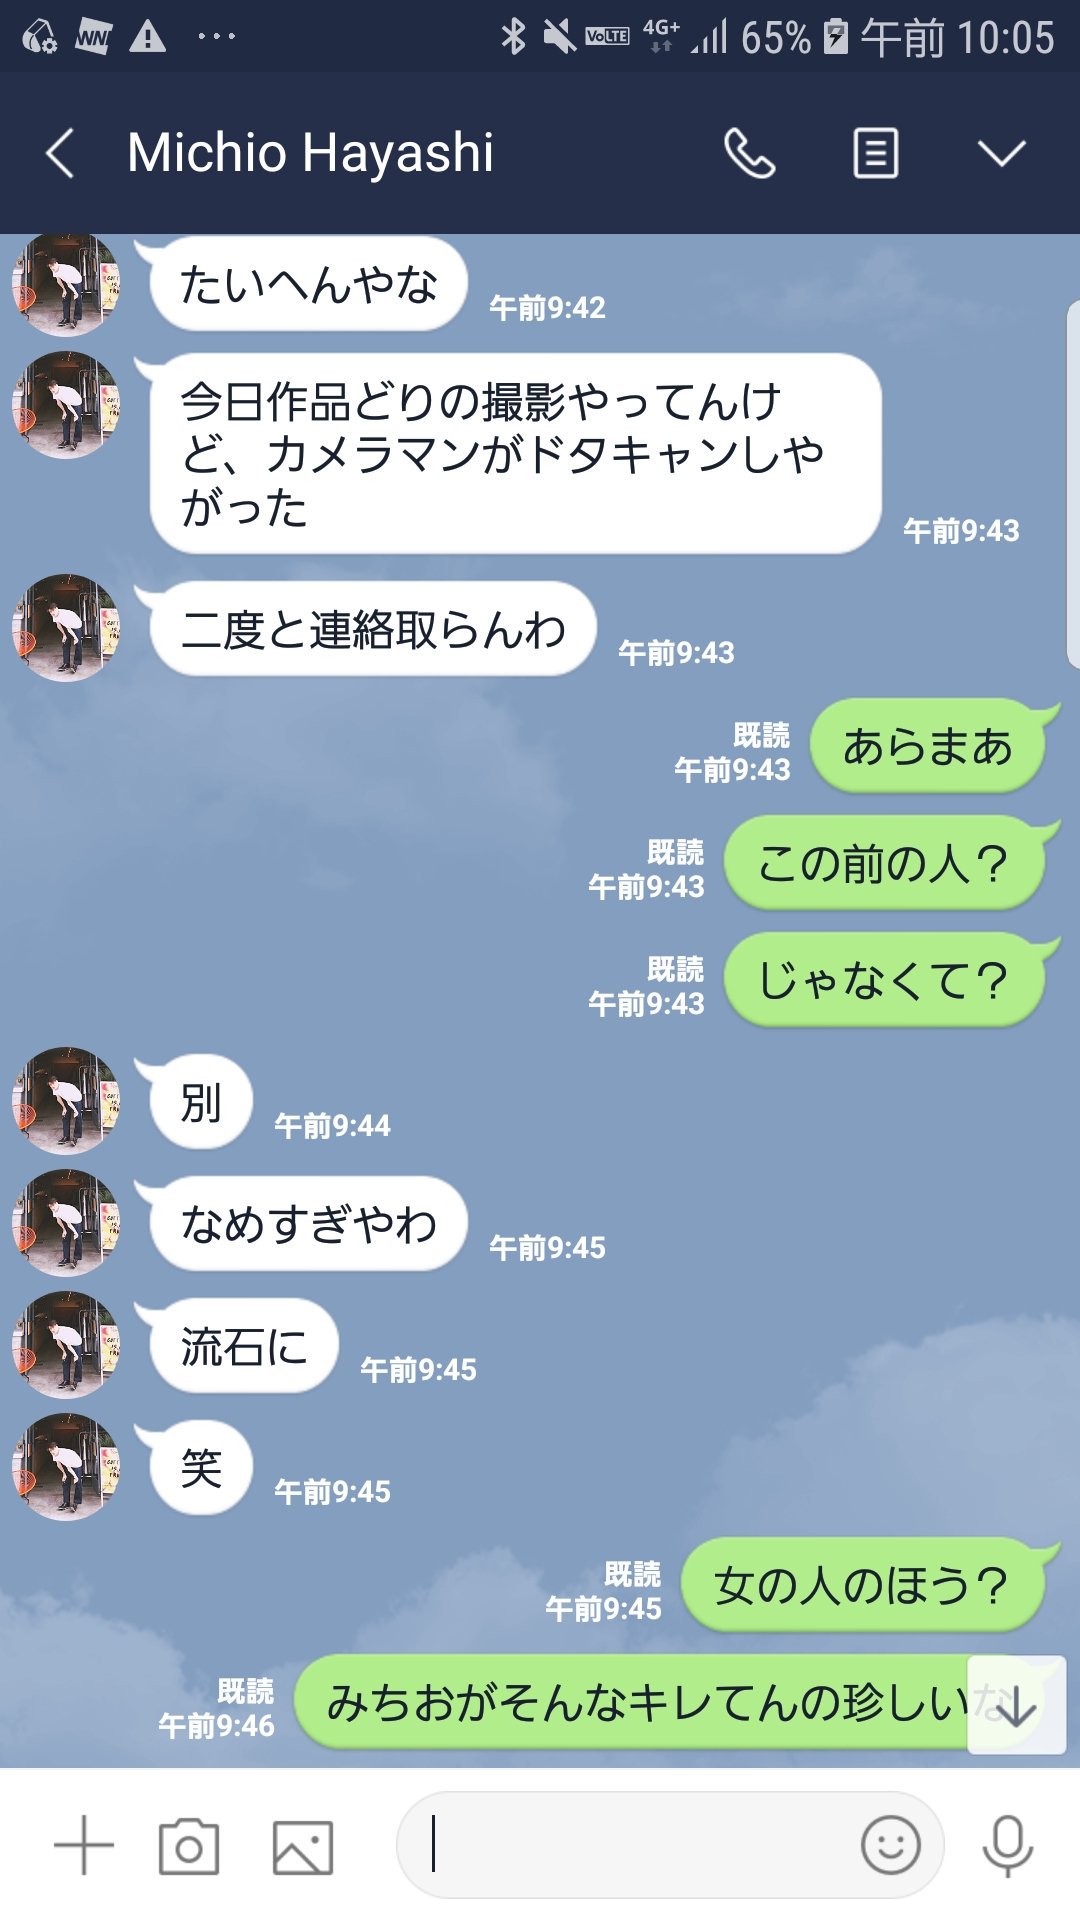 午前 10:05
65%
4G+
VoLTE
WN
Michio Hayashi
たいへんやな
午前9:42
今日作品どりの撮影やってんけ
ど、カメラマンがドタキャンしや
がった
午前9:43
二度と連絡取らんわ
午前9:43
既読
午前9:43
あらまあ
既読
午前9:43
この前の人？
既読
午前9:43
じゃなくて？
別
午前9:44
なめすぎやわ
午前9:45
流石に
午前9:45
笑
午前9:45
既読
午前9:45
女の人のほう？
既読
午前9:46
みちおがそんなキレてんの珍しいな